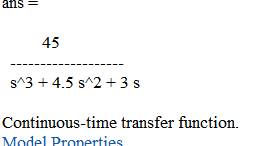 ans =
45
-------------------
s^3 + 4.5 s^2 + 3 s
Continuous-time transfer function.
Model Properties